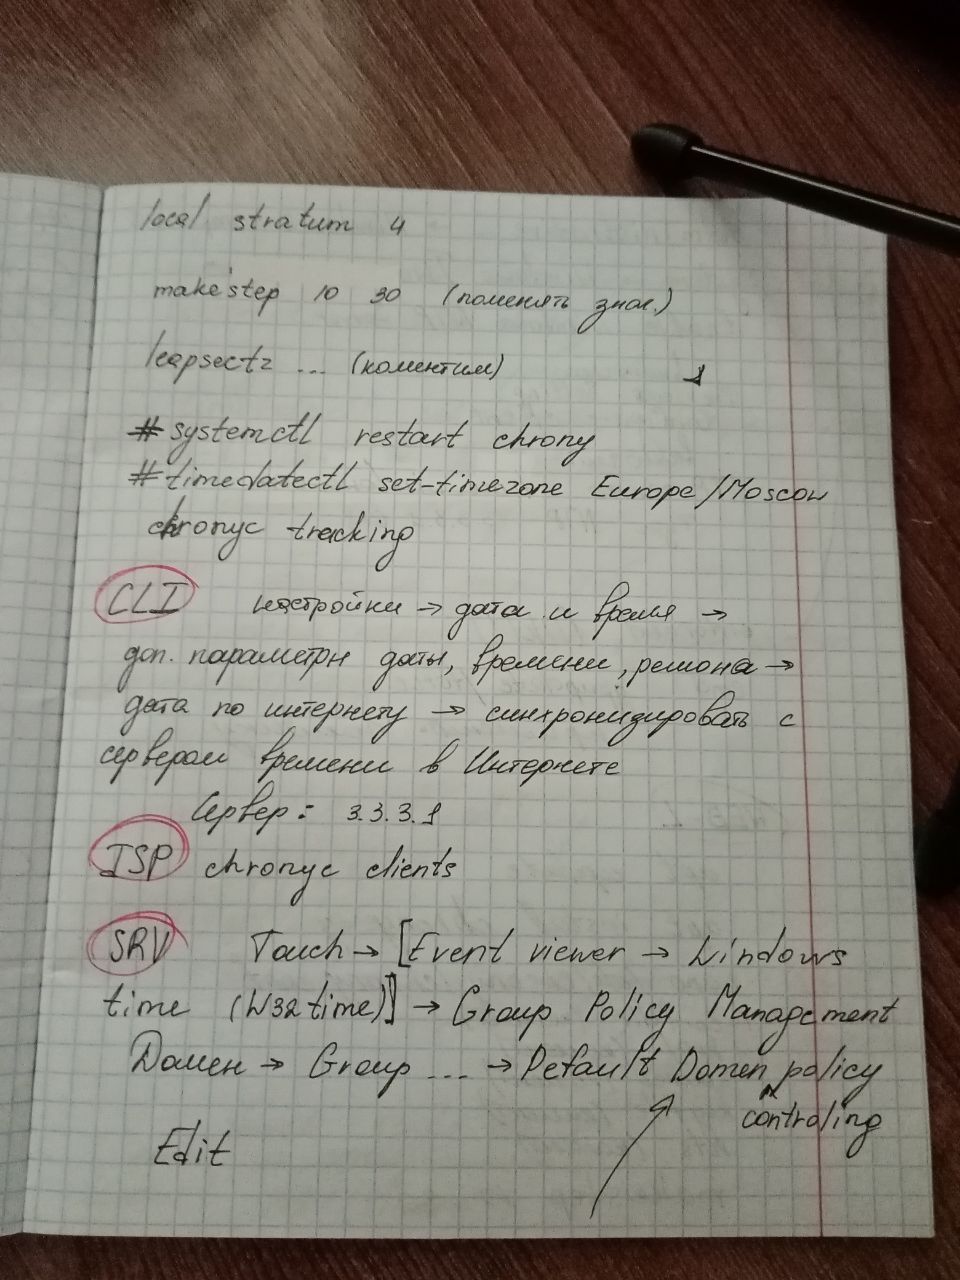 local stratum 4
makestep 10 30 (поменять знач.)
leapsectz ... (коментим)
# systemctl restart chrony
# timedatectl set-timezone Europe/Moscow
chronyc tracking
CLI настройки → дата и время →
доп. параметры даты, времени, региона →
дата по интернету → синхронизировать с
сервером времени в Интернете
Сервер: 3.3.3.1
ISP chronyc clients
SRV Touch → [Event viewer → Windows
time (W32time)] → Group Policy Management
Домен → Group ... → Default Domen policy
controling
Edit